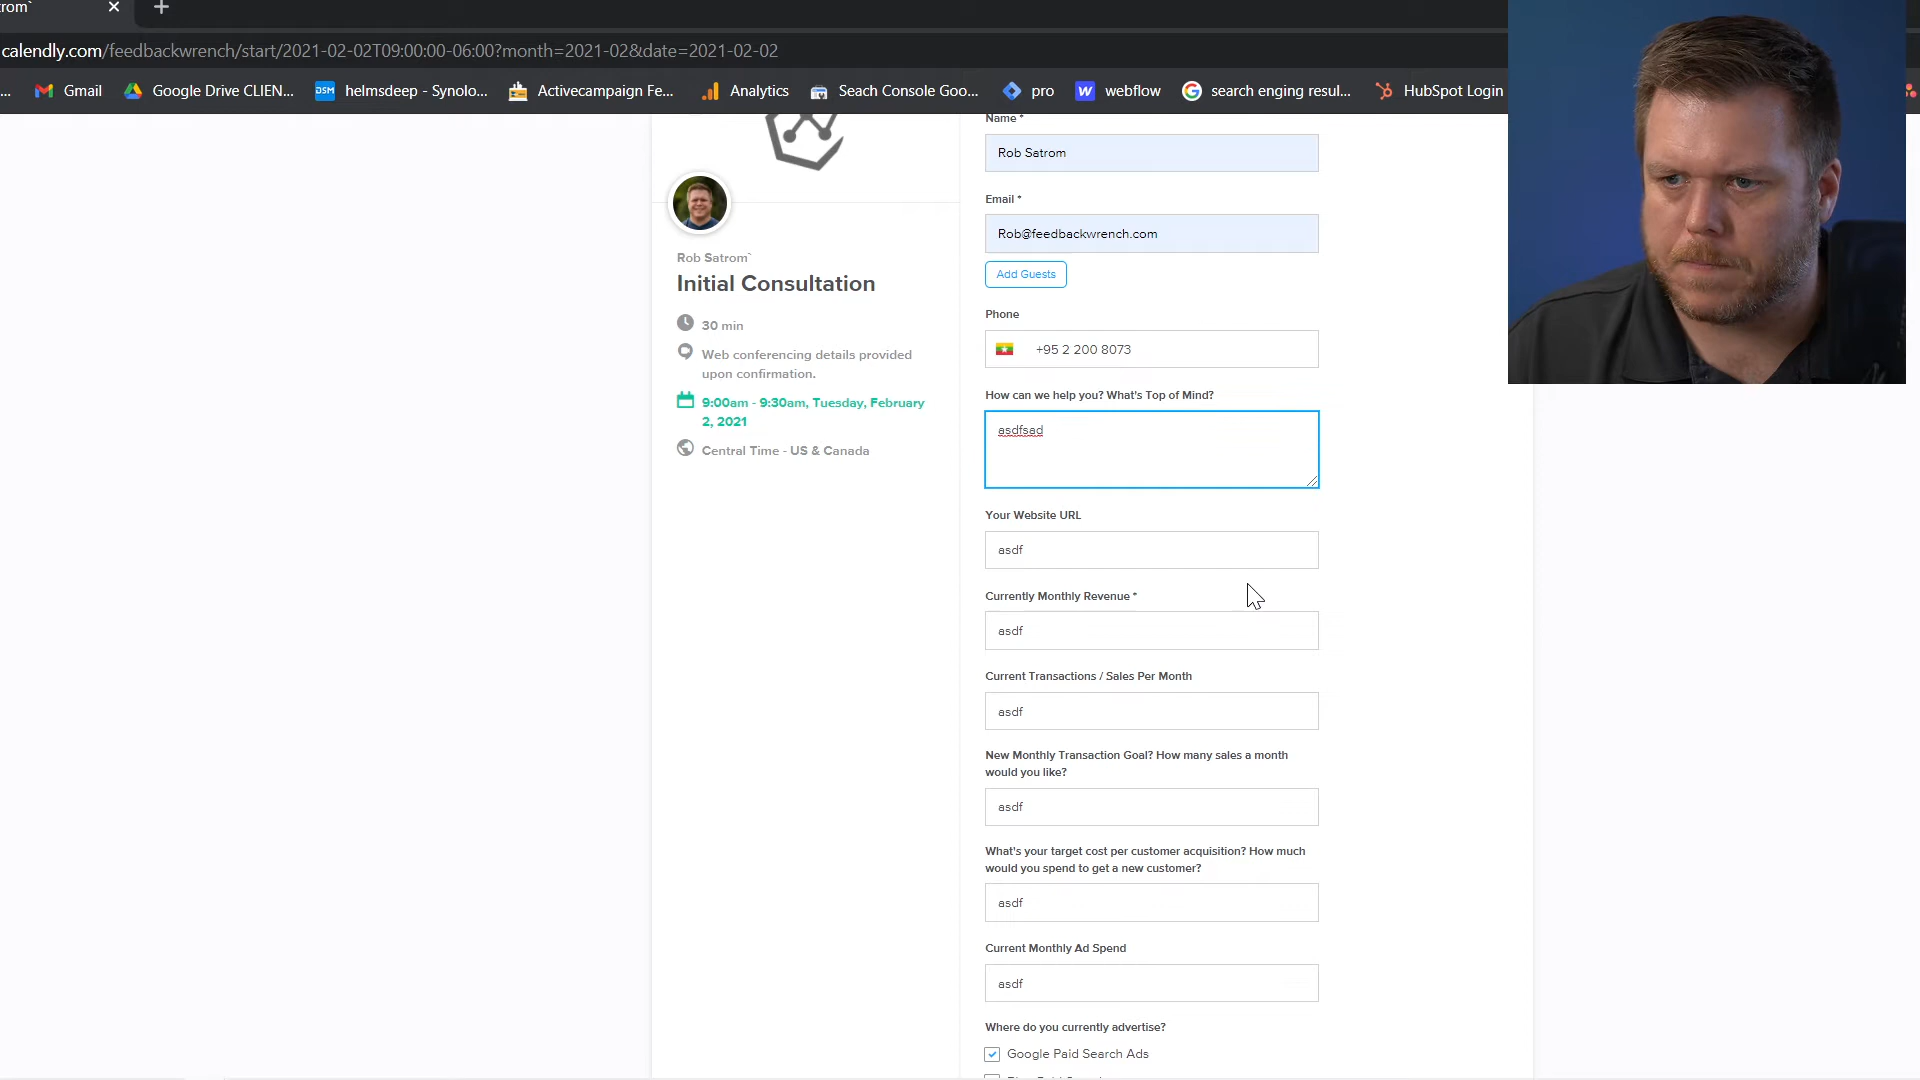 rom`
calendly.com/feedbackwrench/start/2021-02-02T09:00:00-06:00?month=2021-02&date=2021-02-02
... Gmail Google Drive CLIEN... DSM helmsdeep - Synolo... Activecampaign Fe... Analytics Seach Console Goo... pro W webflow G search enging resul... HubSpot Login
Rob Satrom`
Initial Consultation
30 min
Web conferencing details provided
upon confirmation.
9:00am - 9:30am, Tuesday, February
2, 2021
Central Time - US & Canada
Name *
Rob Satrom
Email *
Rob@feedbackwrench.com
Add Guests
Phone
+95 2 200 8073
How can we help you? What's Top of Mind?
asdfsad
Your Website URL
asdf
Currently Monthly Revenue *
asdf
Current Transactions / Sales Per Month
asdf
New Monthly Transaction Goal? How many sales a month
would you like?
asdf
What's your target cost per customer acquisition? How much
would you spend to get a new customer?
asdf
Current Monthly Ad Spend
asdf
Where do you currently advertise?
Google Paid Search Ads